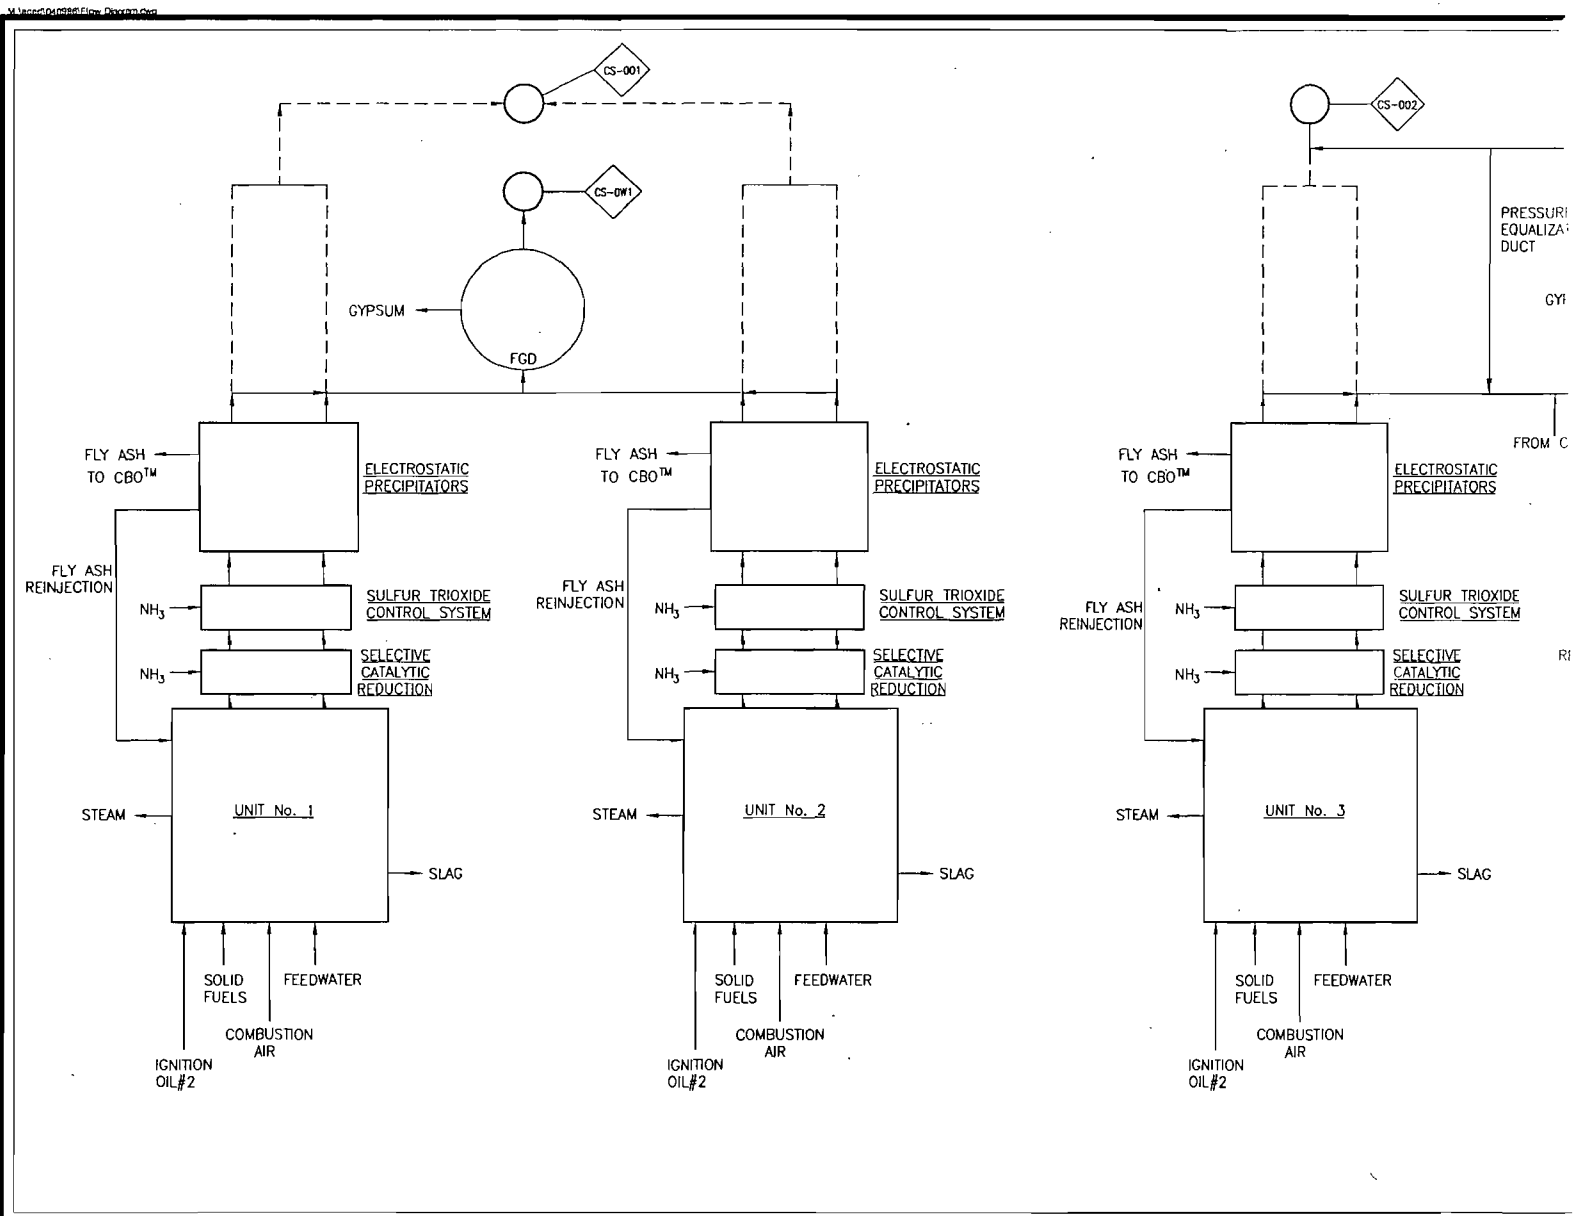 CS-001
CS-002
CS-0W1
GYPSUM
FGD
PRESSUR
EQUALIZA
DUCT
GY
FLY ASH
TO CBO™
ELECTROSTATIC
PRECIPITATORS
FLY ASH
TO CBO™
ELECTROSTATIC
PRECIPITATORS
FLY ASH
TO CBO™
ELECTROSTATIC
PRECIPITATORS
FROM C
FLY ASH
REINJECTION
NH3
SULFUR TRIOXIDE
CONTROL SYSTEM
FLY ASH
REINJECTION
NH3
SULFUR TRIOXIDE
CONTROL SYSTEM
FLY ASH
REINJECTION
NH3
SULFUR TRIOXIDE
CONTROL SYSTEM
NH3
SELECTIVE
CATALYTIC
REDUCTION
NH3
SELECTIVE
CATALYTIC
REDUCTION
NH3
SELECTIVE
CATALYTIC
REDUCTION
STEAM
UNIT No. 1
SLAG
STEAM
UNIT No. 2
SLAG
STEAM
UNIT No. 3
SLAG
SOLID
FUELS
FEEDWATER
COMBUSTION
AIR
IGNITION
OIL#2
SOLID
FUELS
FEEDWATER
COMBUSTION
AIR
IGNITION
OIL#2
SOLID
FUELS
FEEDWATER
COMBUSTION
AIR
IGNITION
OIL#2